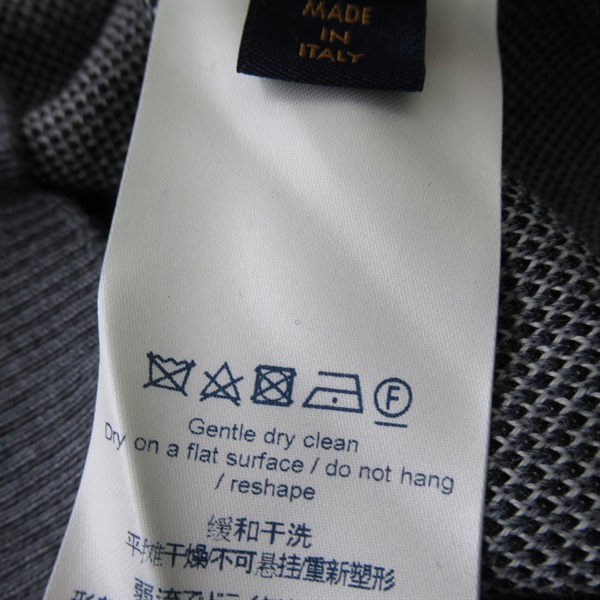 MADE
IN
ITALY
F
Gentle dry clean
Dry on a flat surface / do not hang
/ reshape
缓和干洗
平摊干燥/不可悬挂/重新塑形